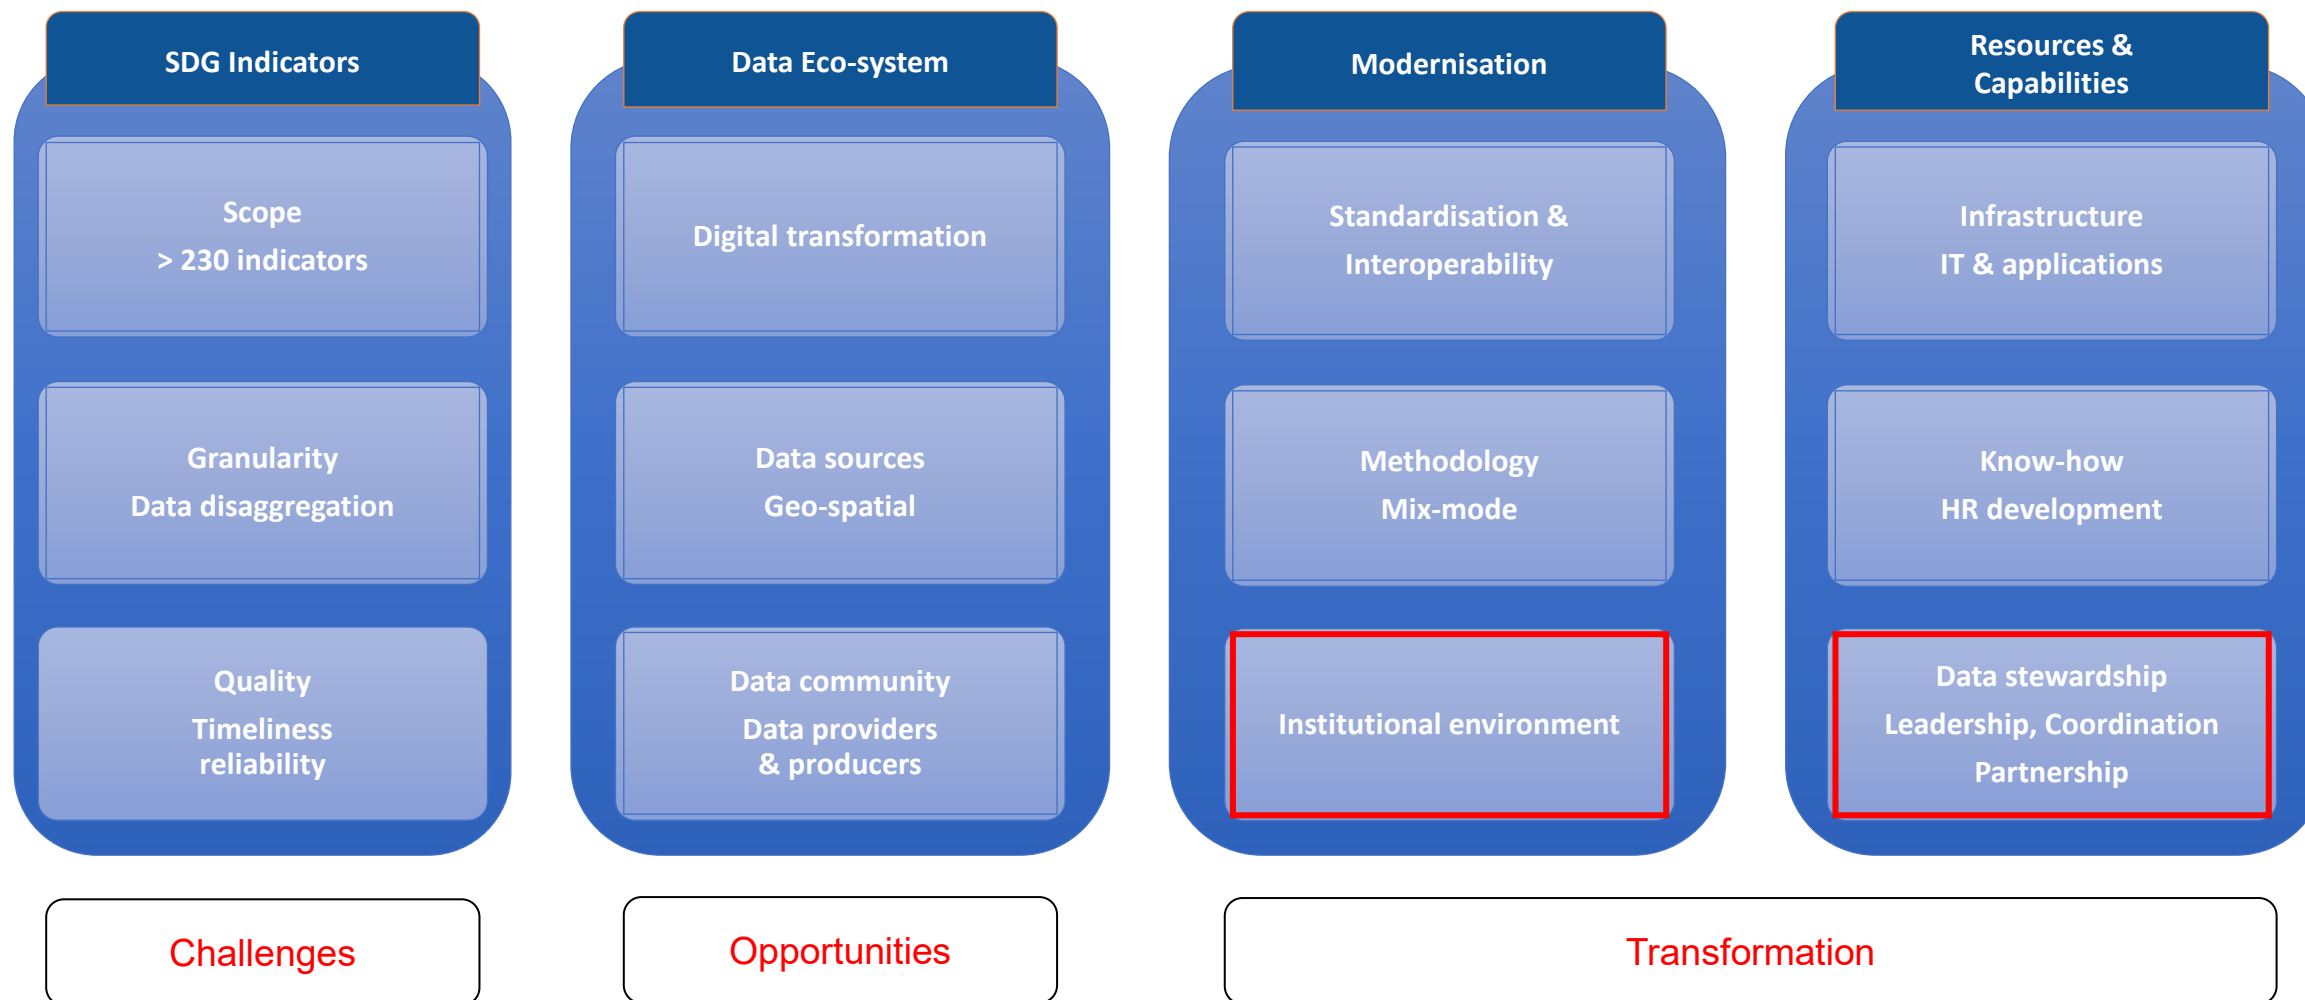 SDG Indicators
Scope
> 230 indicators
Granularity
Data disaggregation
Quality
Timeliness
reliability
Challenges
Data Eco-system
Digital transformation
Data sources
Geo-spatial
Data community
Data providers
& producers
Opportunities
Modernisation
Standardisation &
Interoperability
Methodology
Mix-mode
Institutional environment
Resources &
Capabilities
Infrastructure
IT & applications
Know-how
HR development
Data stewardship
Leadership, Coordination
Partnership
Transformation